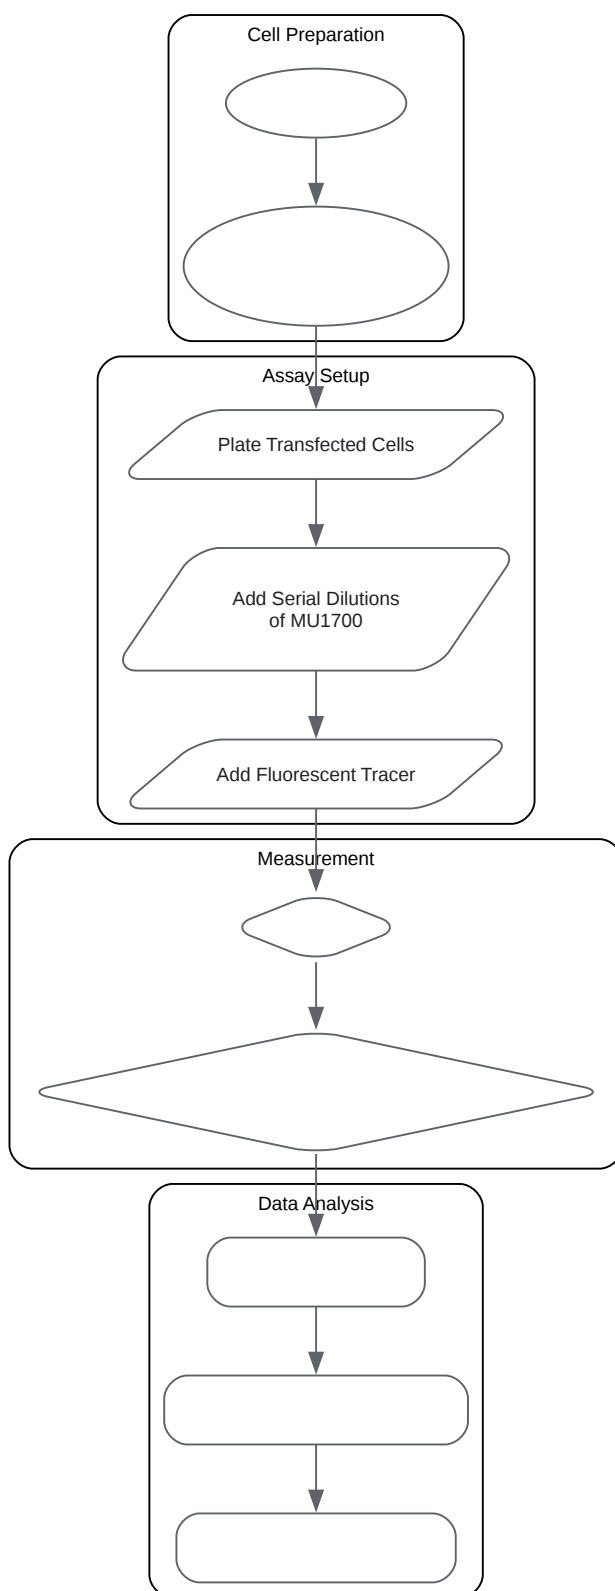 Cell Preparation
Assay Setup
Plate Transfected Cells
Add Serial Dilutions
of MU1700
Add Fluorescent Tracer
Measurement
Data Analysis